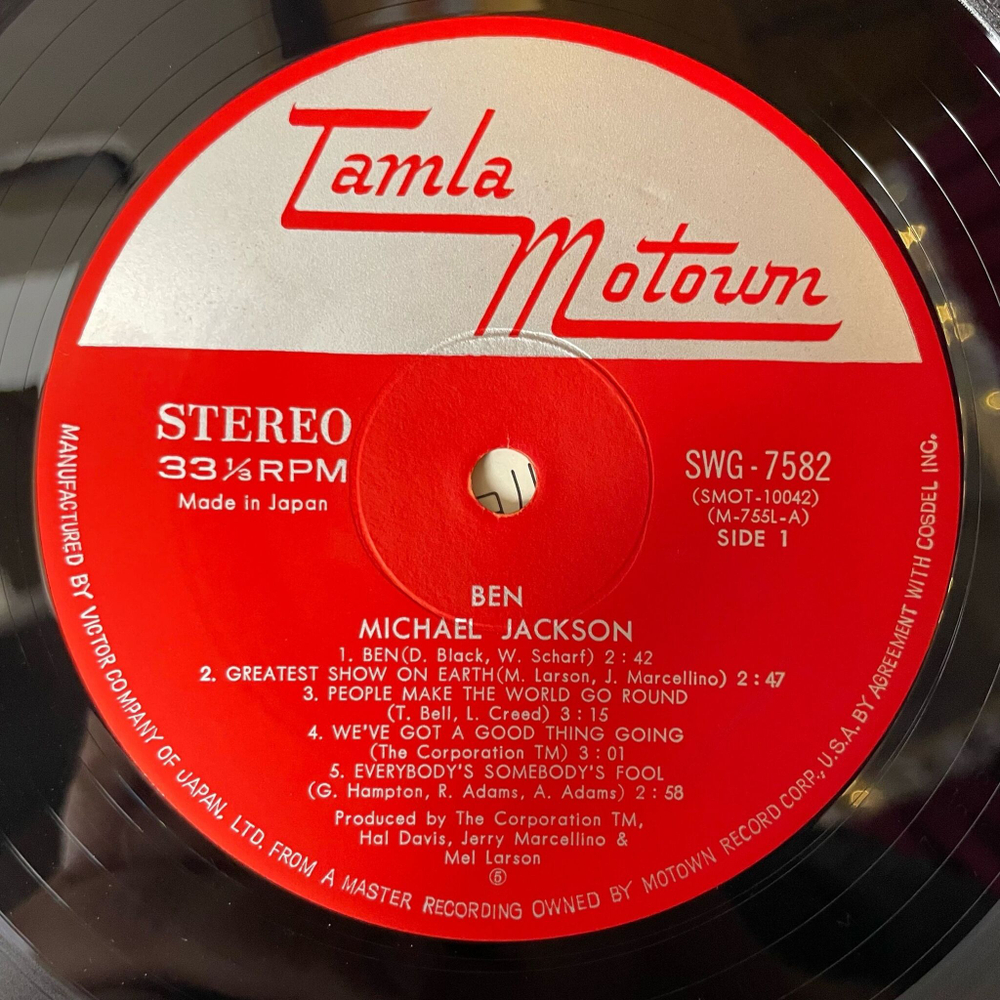 Tamla
Motown
STEREO
33⅓RPM
Made in Japan
SWG-7582
(SMOT-10042)
(M-755L-A)
SIDE 1
BEN
MICHAEL JACKSON
1. BEN(D. Black, W. Scharf) 2:42
2. GREATEST SHOW ON EARTH(M. Larson, J. Marcellino) 2:47
3. PEOPLE MAKE THE WORLD GO ROUND
(T. Bell, L. Creed) 3:15
4. WE'VE GOT A GOOD THING GOING
(The Corporation TM) 3:01
5. EVERYBODY'S SOMEBODY'S FOOL
(G. Hampton, R. Adams, A. Adams) 2:58
Produced by The Corporation TM,
Hal Davis, Jerry Marcellino &
Mel Larson
⑤
MANUFACTURED BY VICTOR COMPANY OF JAPAN, LTD. FROM A MASTER RECORDING OWNED BY MOTOWN RECORD CORP., U.S.A. BY AGREEMENT WITH COSDEL INC.